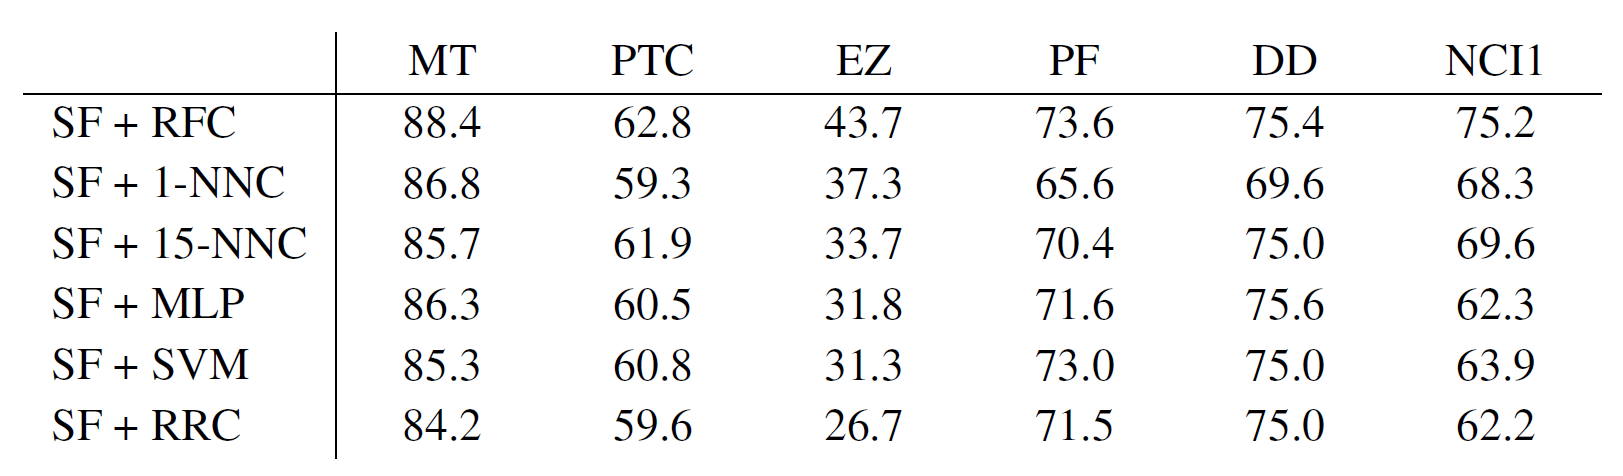 MT PTC EZ PF DD NCI1
SF + RFC 88.4 62.8 43.7 73.6 75.4 75.2
SF + 1-NNC 86.8 59.3 37.3 65.6 69.6 68.3
SF + 15-NNC 85.7 61.9 33.7 70.4 75.0 69.6
SF + MLP 86.3 60.5 31.8 71.6 75.6 62.3
SF + SVM 85.3 60.8 31.3 73.0 75.0 63.9
SF + RRC 84.2 59.6 26.7 71.5 75.0 62.2